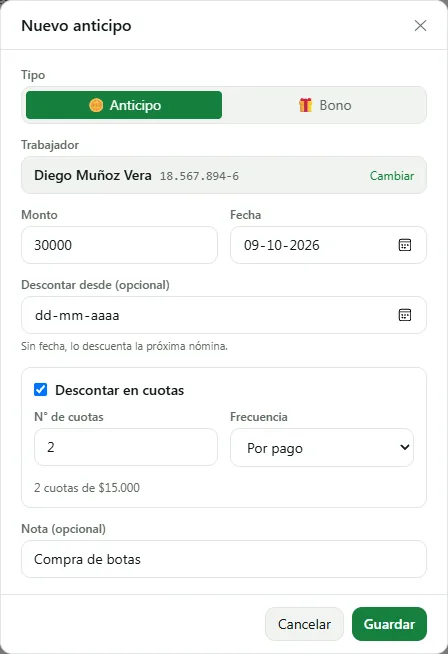 Nuevo anticipo
Tipo
Anticipo Bono
Trabajador
Diego Muñoz Vera 18.567.894-6 Cambiar
Monto Fecha
30000 09-10-2026
Descontar desde (opcional)
dd-mm-aaaa
Sin fecha, lo descuenta la próxima nómina.
Descontar en cuotas
N° de cuotas Frecuencia
2 Por pago
2 cuotas de $15.000
Nota (opcional)
Compra de botas
Cancelar Guardar